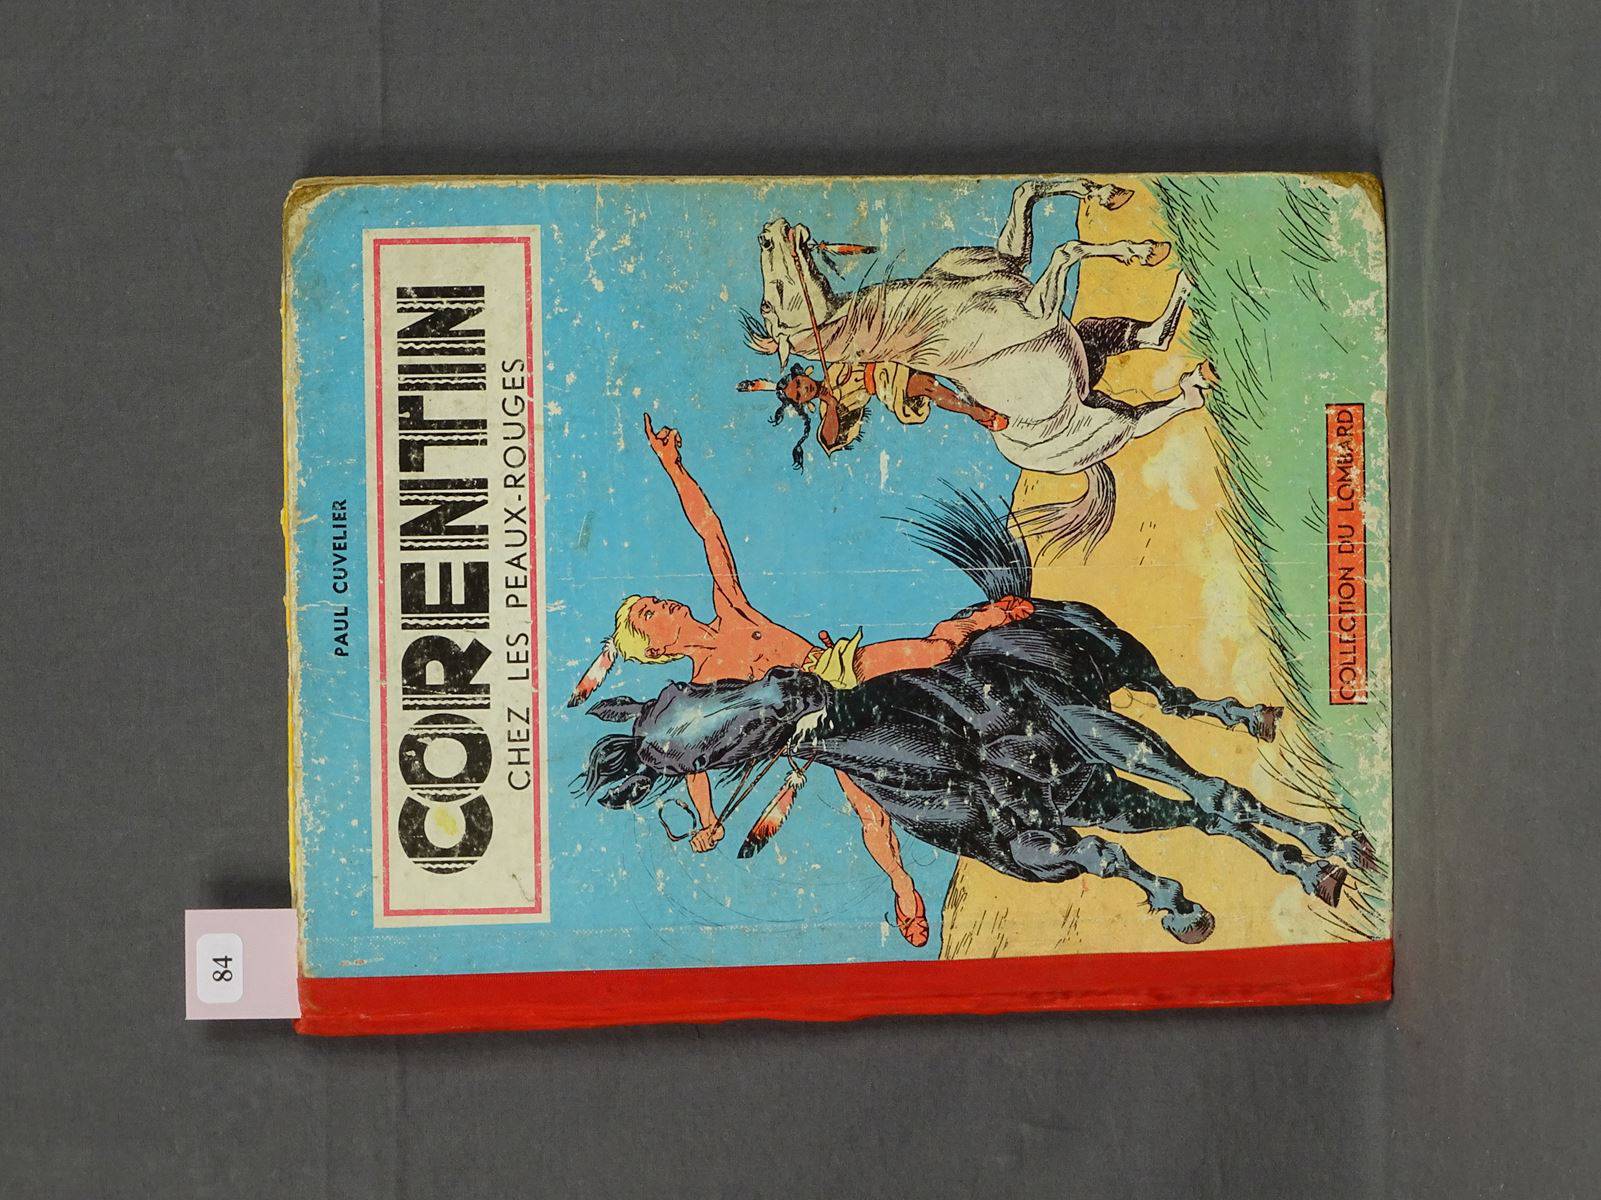 PAUL CUVELIER
CORENTIN
CHEZ LES PEAUX-ROUGES
COLLECTION DU LOMBARD
84